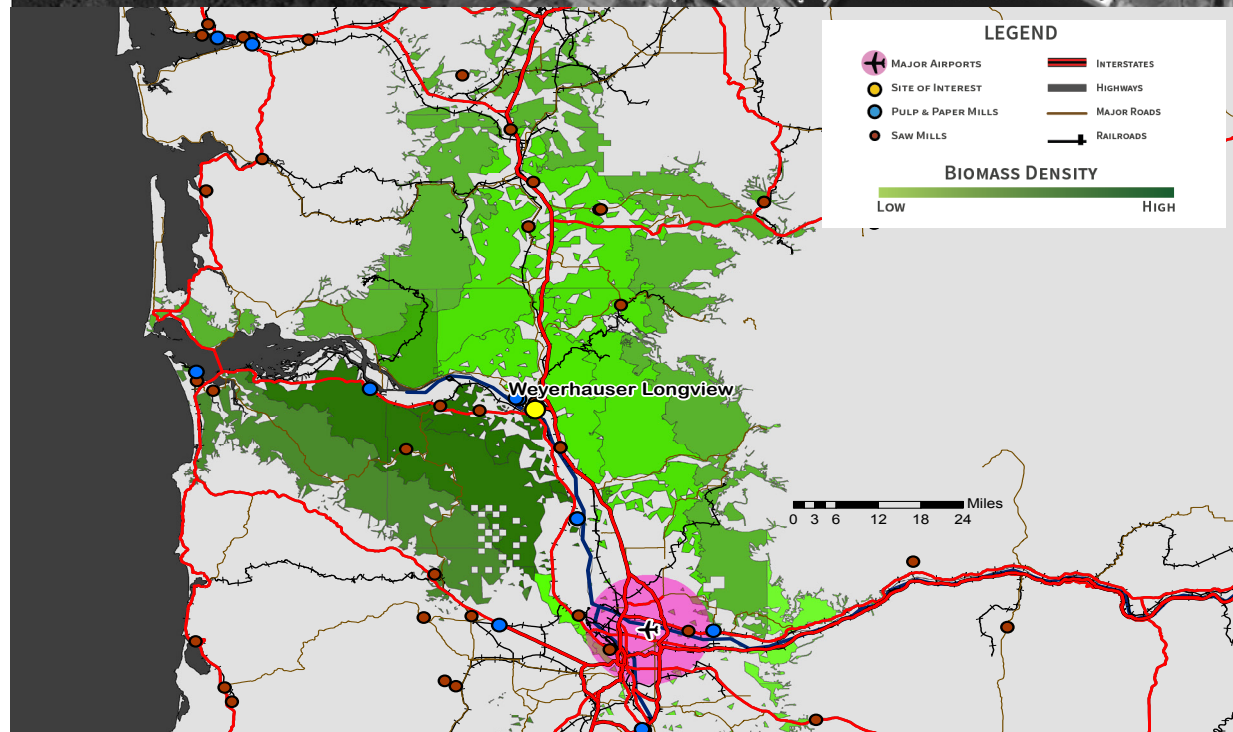 LEGEND
MAJOR AIRPORTS
SITE OF INTEREST
PULP & PAPER MILLS
SAW MILLS
INTERSTATES
HIGHWAYS
MAJOR ROADS
RAILROADS
BIOMASS DENSITY
LOW HIGH
Weyerhauser Longview
Miles
0 3 6 12 18 24